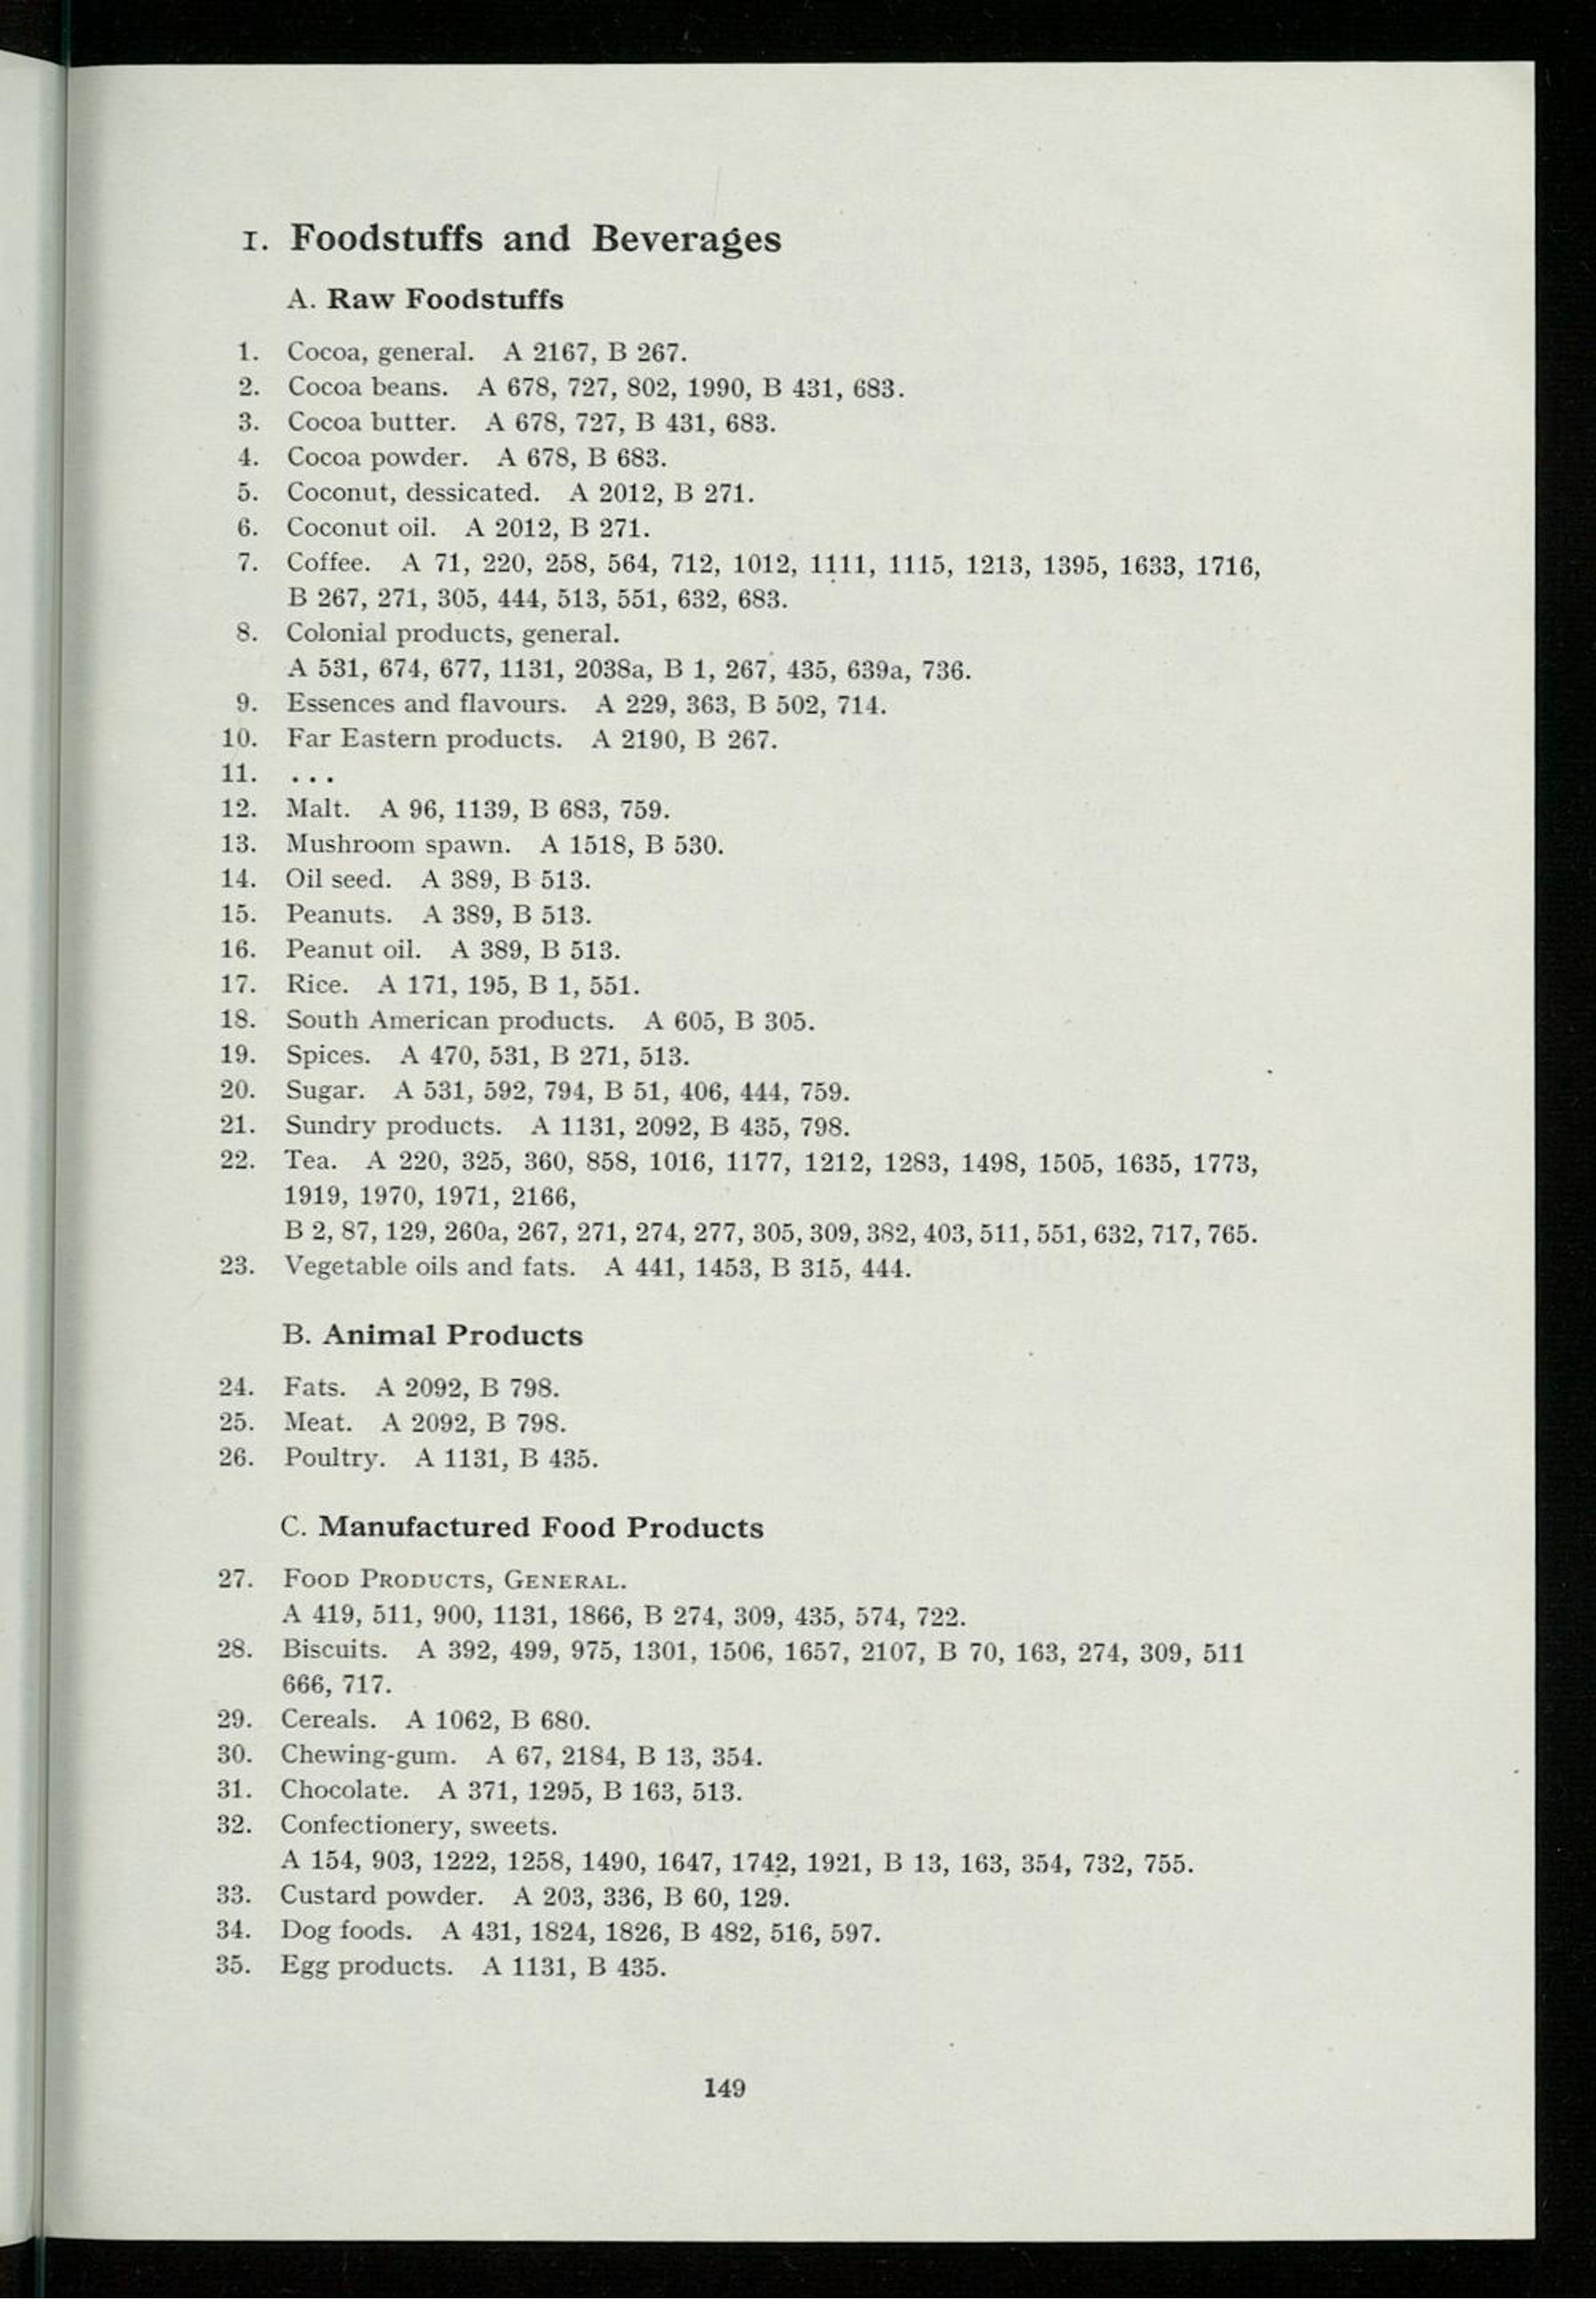 1. Foodstuffs and Beverages
A. Raw Foodstuffs
1. Cocoa, general. A 2167, B 267.
2. Cocoa beans. A 678, 727, 802, 1990, B 431, 683.
3. Cocoa butter. A 678, 727, B 431, 683.
4. Cocoa powder. A 678, B 683.
5. Coconut, dessicated. A 2012, B 271.
6. Coconut oil. A 2012, B 271.
7. Coffee. A 71, 220, 258, 564, 712, 1012, 1111, 1115, 1213, 1395, 1633, 1716,
B 267, 271, 305, 444, 513, 551, 632, 683.
8. Colonial products, general.
A 531, 674, 677, 1131, 2038a, B 1, 267, 435, 639a, 736.
9. Essences and flavours. A 229, 363, B 502, 714.
10. Far Eastern products. A 2190, B 267.
11. ...
12. Malt. A 96, 1139, B 683, 759.
13. Mushroom spawn. A 1518, B 530.
14. Oil seed. A 389, B 513.
15. Peanuts. A 389, B 513.
16. Peanut oil. A 389, B 513.
17. Rice. A 171, 195, B 1, 551.
18. South American products. A 605, B 305.
19. Spices. A 470, 531, B 271, 513.
20. Sugar. A 531, 592, 794, B 51, 406, 444, 759.
21. Sundry products. A 1131, 2092, B 435, 798.
22. Tea. A 220, 325, 360, 858, 1016, 1177, 1212, 1283, 1498, 1505, 1635, 1773,
1919, 1970, 1971, 2166,
B 2, 87, 129, 260a, 267, 271, 274, 277, 305, 309, 382, 403, 511, 551, 632, 717, 765.
23. Vegetable oils and fats. A 441, 1453, B 315, 444.
B. Animal Products
24. Fats. A 2092, B 798.
25. Meat. A 2092, B 798.
26. Poultry. A 1131, B 435.
C. Manufactured Food Products
27. FOOD PRODUCTS, GENERAL.
A 419, 511, 900, 1131, 1866, B 274, 309, 435, 574, 722.
28. Biscuits. A 392, 499, 975, 1301, 1506, 1657, 2107, B 70, 163, 274, 309, 511
666, 717.
29. Cereals. A 1062, B 680.
30. Chewing-gum. A 67, 2184, B 13, 354.
31. Chocolate. A 371, 1295, B 163, 513.
32. Confectionery, sweets.
A 154, 903, 1222, 1258, 1490, 1647, 1742, 1921, B 13, 163, 354, 732, 755.
33. Custard powder. A 203, 336, B 60, 129.
34. Dog foods. A 431, 1824, 1826, B 482, 516, 597.
35. Egg products. A 1131, B 435.
149